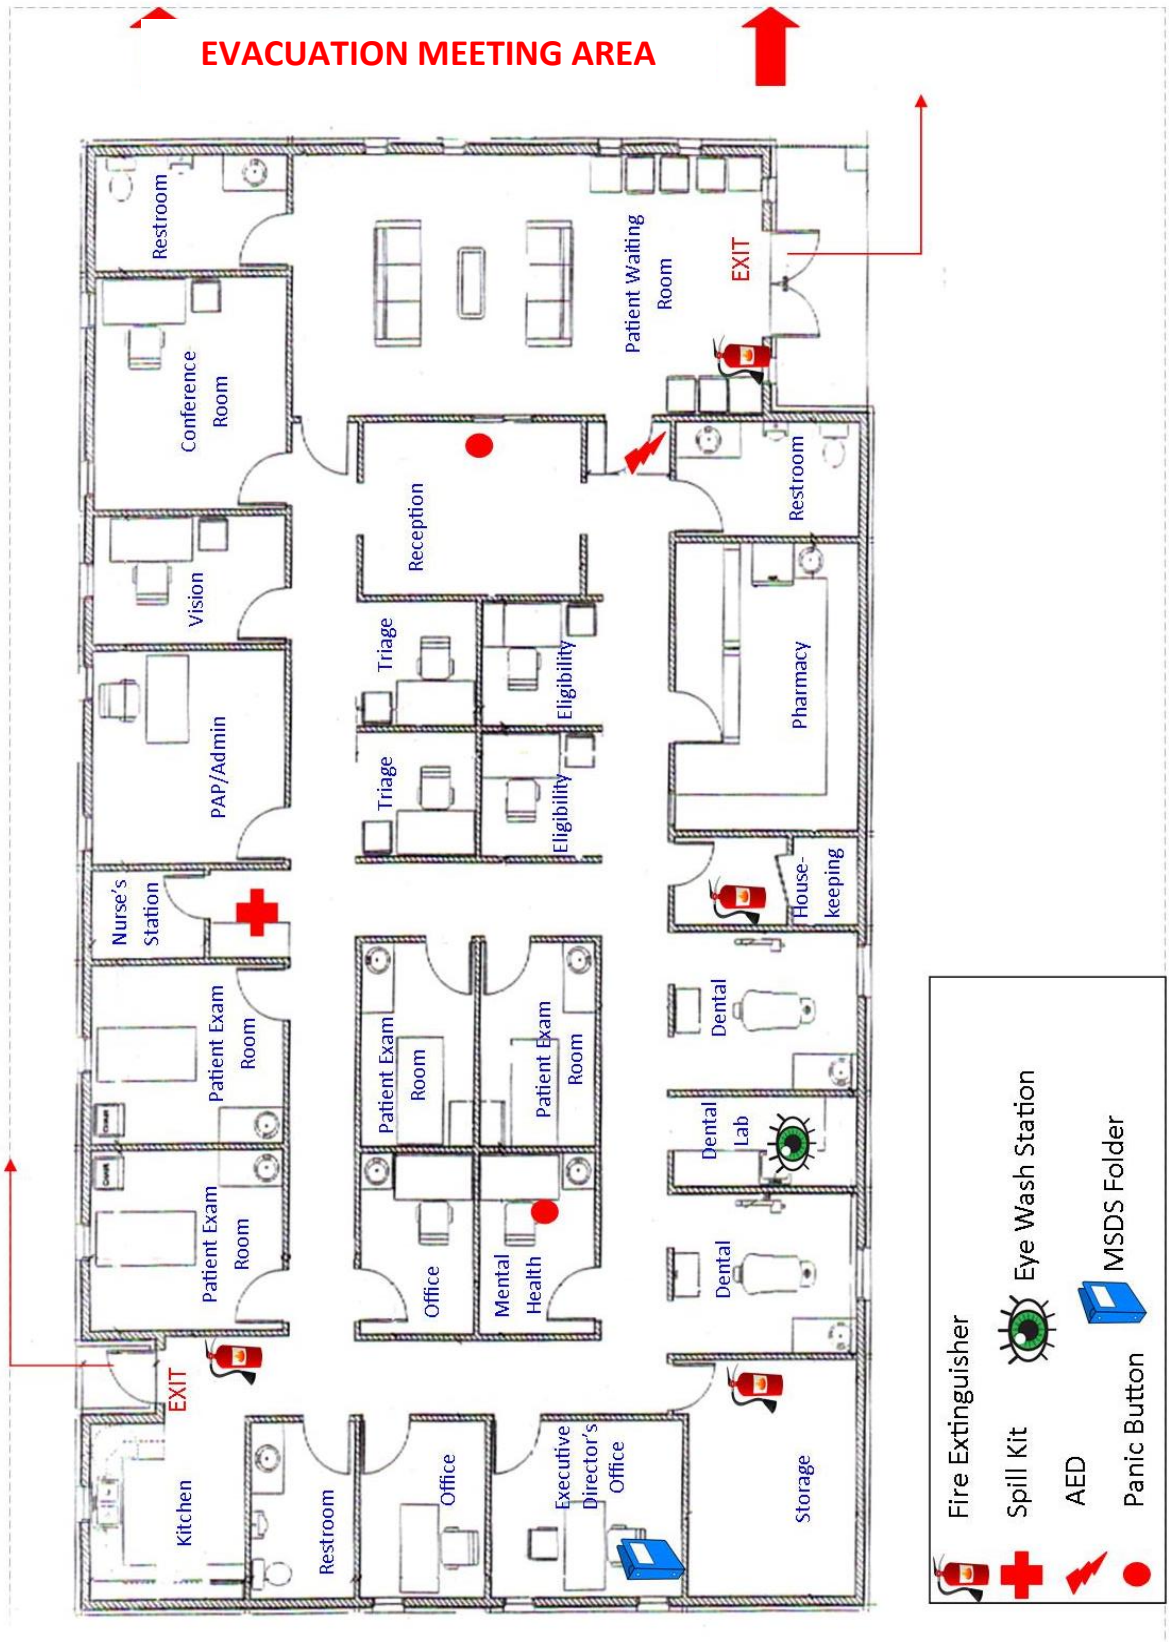 EVACUATION MEETING AREA
Restroom
Patient Waiting
Room
EXIT
Conference
Room
Reception
Restroom
Vision
Triage
Eligibility
PAP/Admin
Triage
Eligibility
Pharmacy
Nurse's
Station
House-
keeping
Patient Exam
Room
Patient Exam
Room
Patient Exam
Room
Dental
Dental
Lab
Patient Exam
Room
Office
Mental
Health
Dental
EXIT
Kitchen
Restroom
Office
Executive
Director's
Office
Storage
Fire Extinguisher
Spill Kit
Eye Wash Station
AED
MSDS Folder
Panic Button